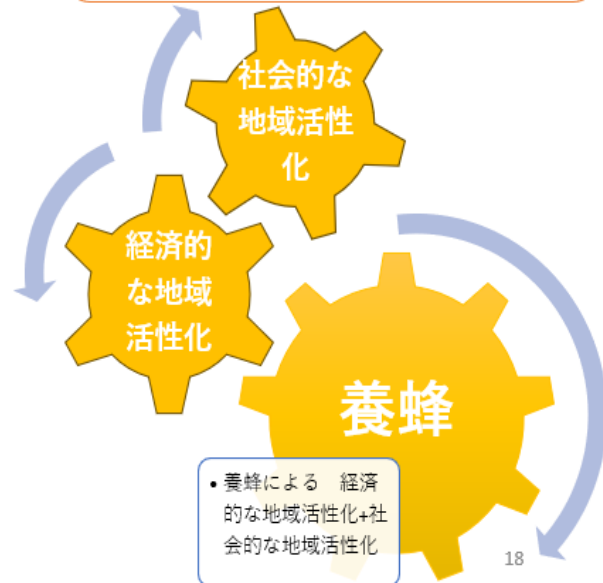 社会的な
地域活性
化
経済的
な地域
活性化
養蜂
• 養蜂による　経済
的な地域活性化+社
会的な地域活性化
18